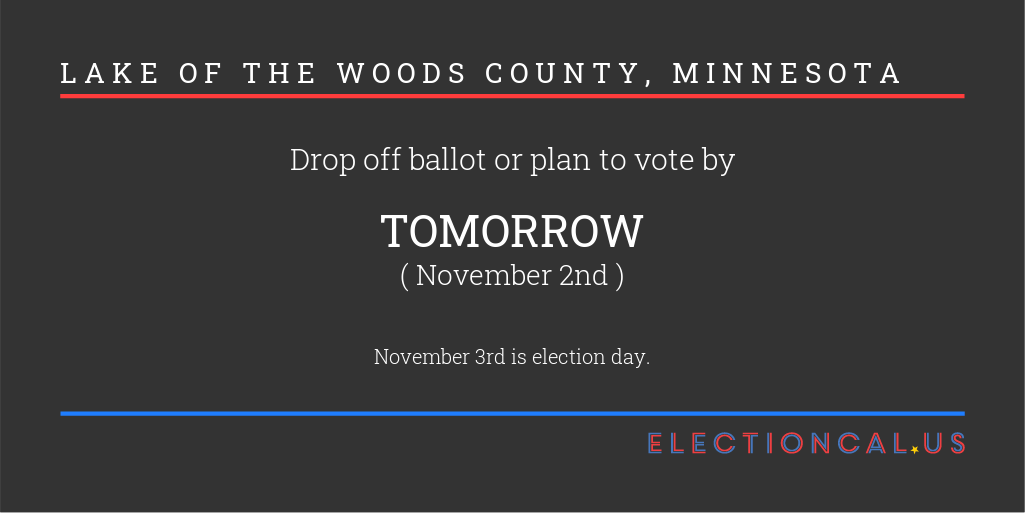 LAKE OF THE WOODS COUNTY, MINNESOTA
Drop off ballot or plan to vote by
TOMORROW
( November 2nd )
November 3rd is election day.
ELECTIONCAL.US